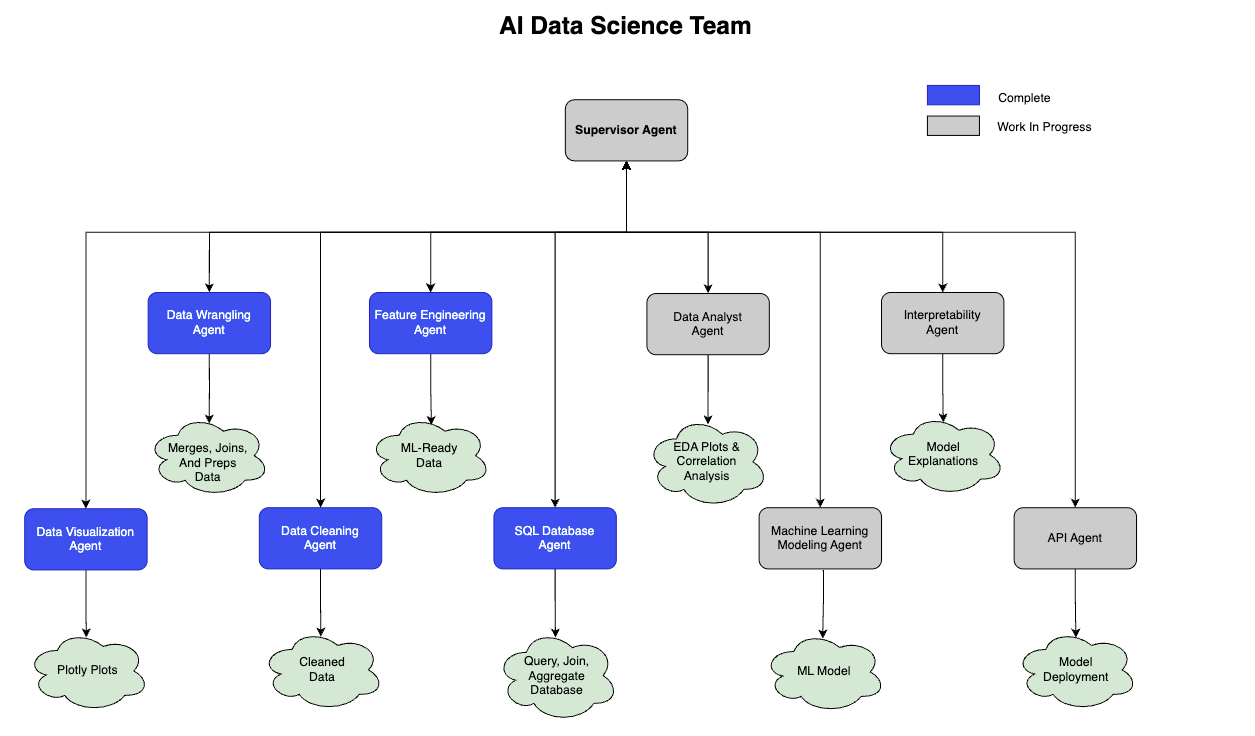 AI Data Science Team
Complete
Work In Progress
Supervisor Agent
Data Wrangling
Agent
Feature Engineering
Agent
Data Analyst
Agent
Interpretability
Agent
Merges, Joins,
And Preps
Data
ML-Ready
Data
EDA Plots &
Correlation
Analysis
Model
Explanations
Data Visualization
Agent
Data Cleaning
Agent
SQL Database
Agent
Machine Learning
Modeling Agent
API Agent
Plotly Plots
Cleaned
Data
Query, Join,
Aggregate
Database
ML Model
Model
Deployment